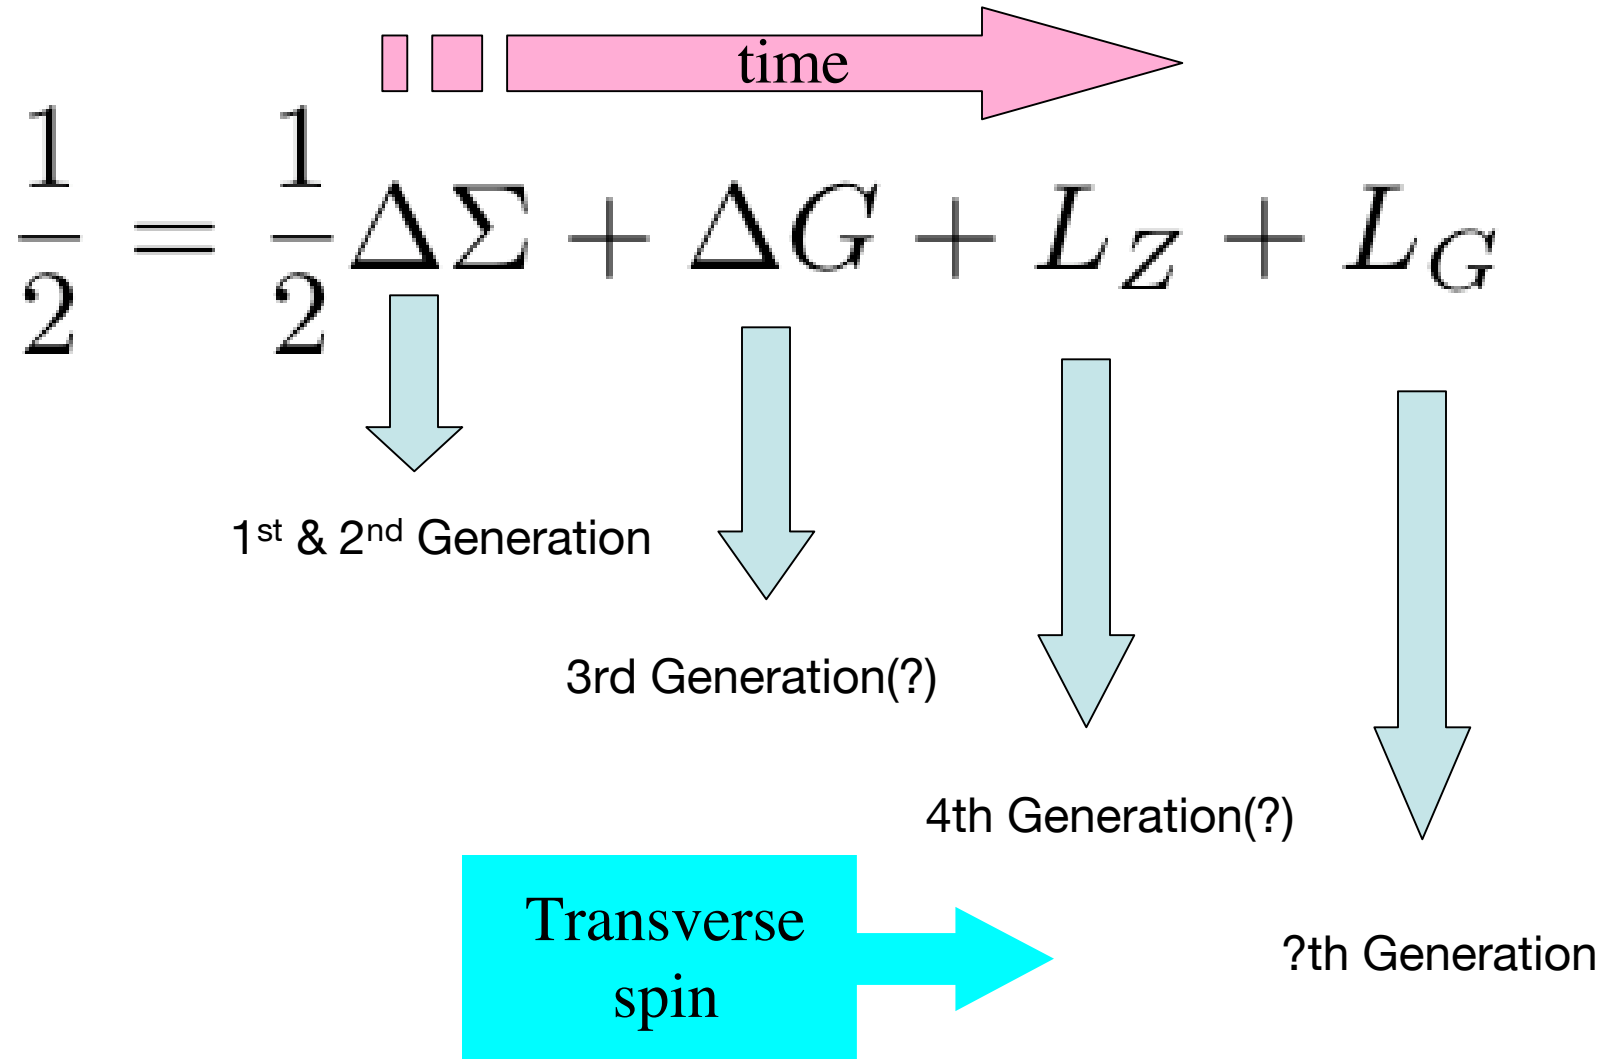 time
1/2 = 1/2 ΔΣ + ΔG + L_Z + L_G
1st & 2nd Generation
3rd Generation(?)
4th Generation(?)
Transverse
spin
?th Generation